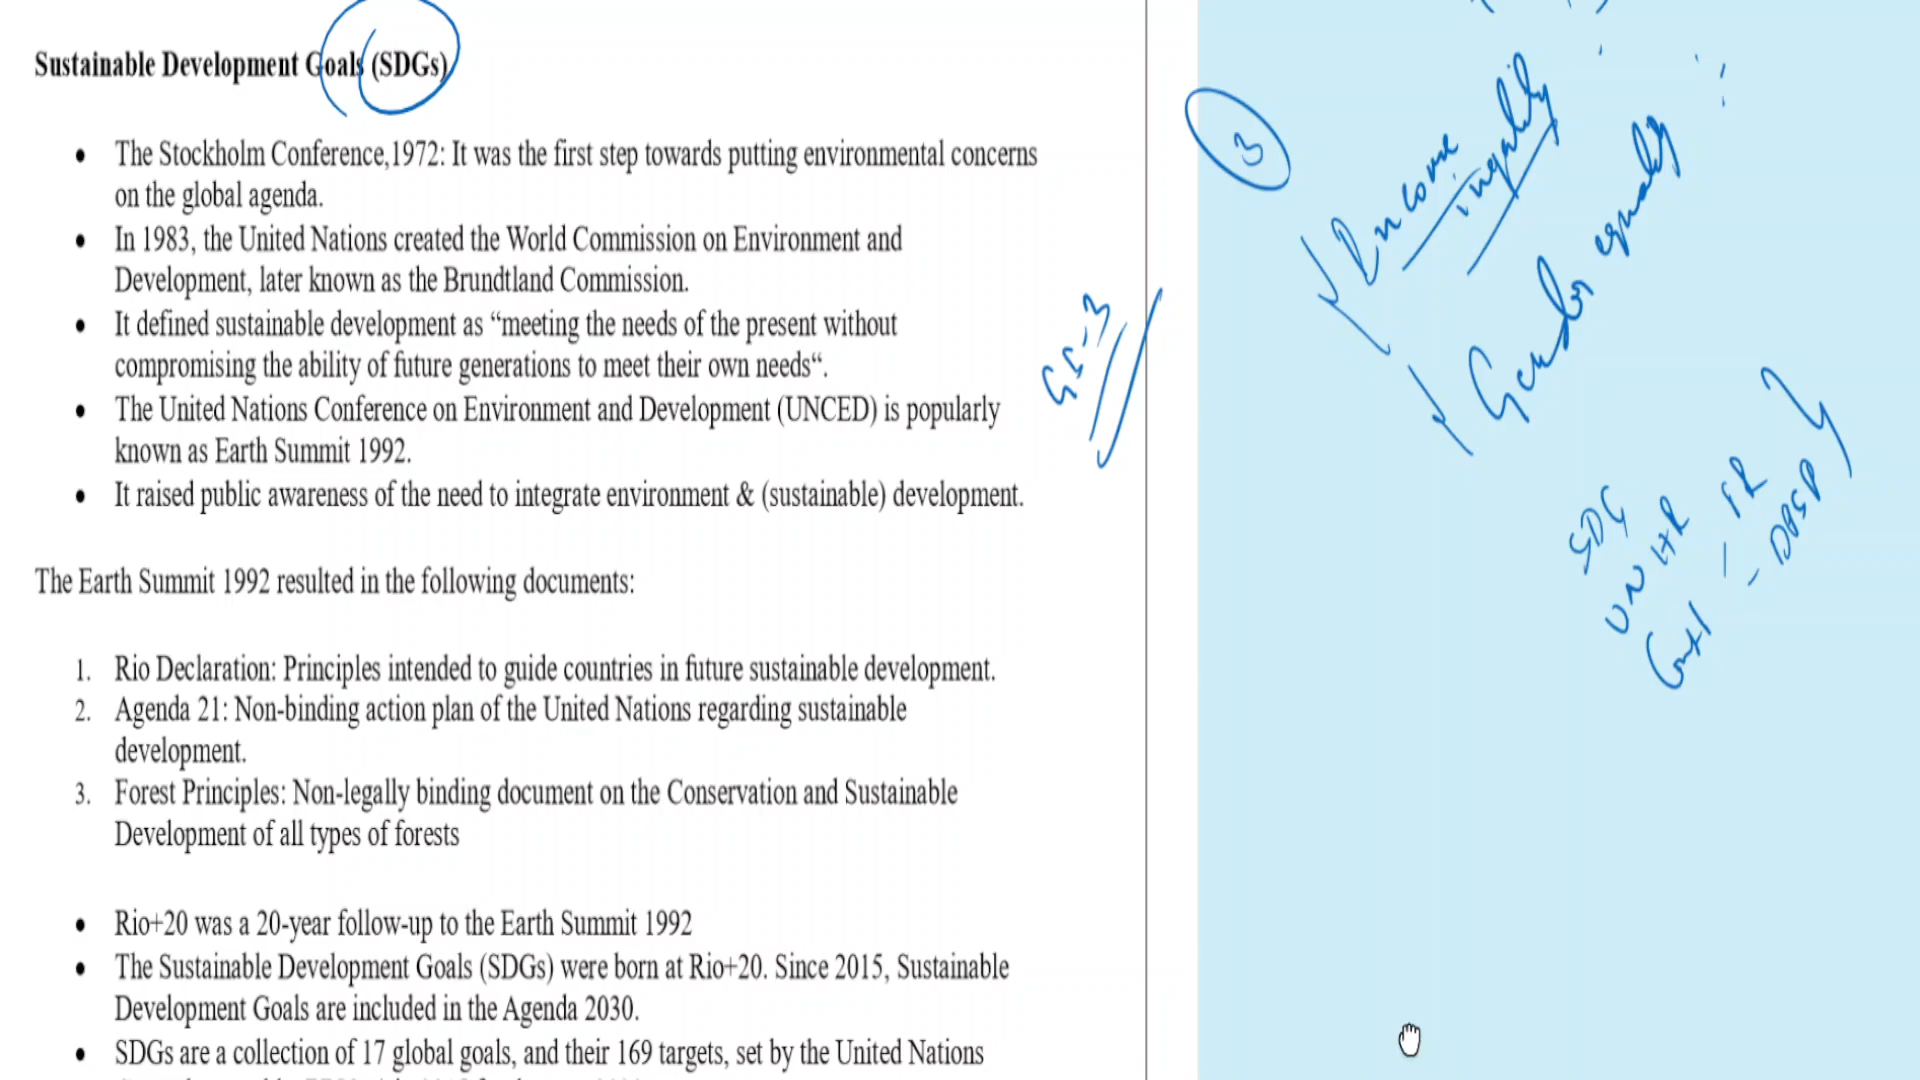 Sustainable Development Goals (SDGs)
• The Stockholm Conference,1972: It was the first step towards putting environmental concerns
on the global agenda.
• In 1983, the United Nations created the World Commission on Environment and
Development, later known as the Brundtland Commission.
• It defined sustainable development as “meeting the needs of the present without
compromising the ability of future generations to meet their own needs“.
• The United Nations Conference on Environment and Development (UNCED) is popularly
known as Earth Summit 1992.
• It raised public awareness of the need to integrate environment & (sustainable) development.
The Earth Summit 1992 resulted in the following documents:
1. Rio Declaration: Principles intended to guide countries in future sustainable development.
2. Agenda 21: Non-binding action plan of the United Nations regarding sustainable
development.
3. Forest Principles: Non-legally binding document on the Conservation and Sustainable
Development of all types of forests
• Rio+20 was a 20-year follow-up to the Earth Summit 1992
• The Sustainable Development Goals (SDGs) were born at Rio+20. Since 2015, Sustainable
Development Goals are included in the Agenda 2030.
• SDGs are a collection of 17 global goals, and their 169 targets, set by the United Nations
GS-3
3
Income
Gender equality
SDG
UNHR
FR
- DPSP